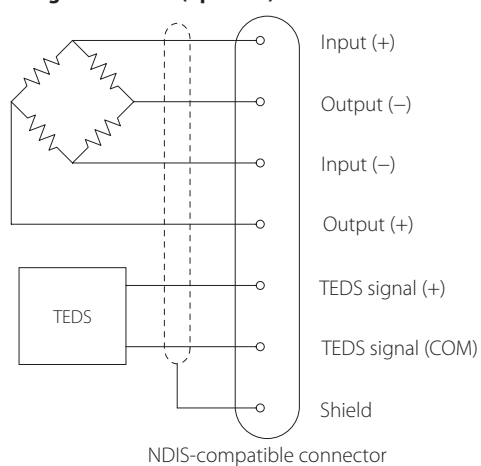 Input (+)
Output (−)
Input (−)
Output (+)
TEDS signal (+)
TEDS
TEDS signal (COM)
Shield
NDIS-compatible connector